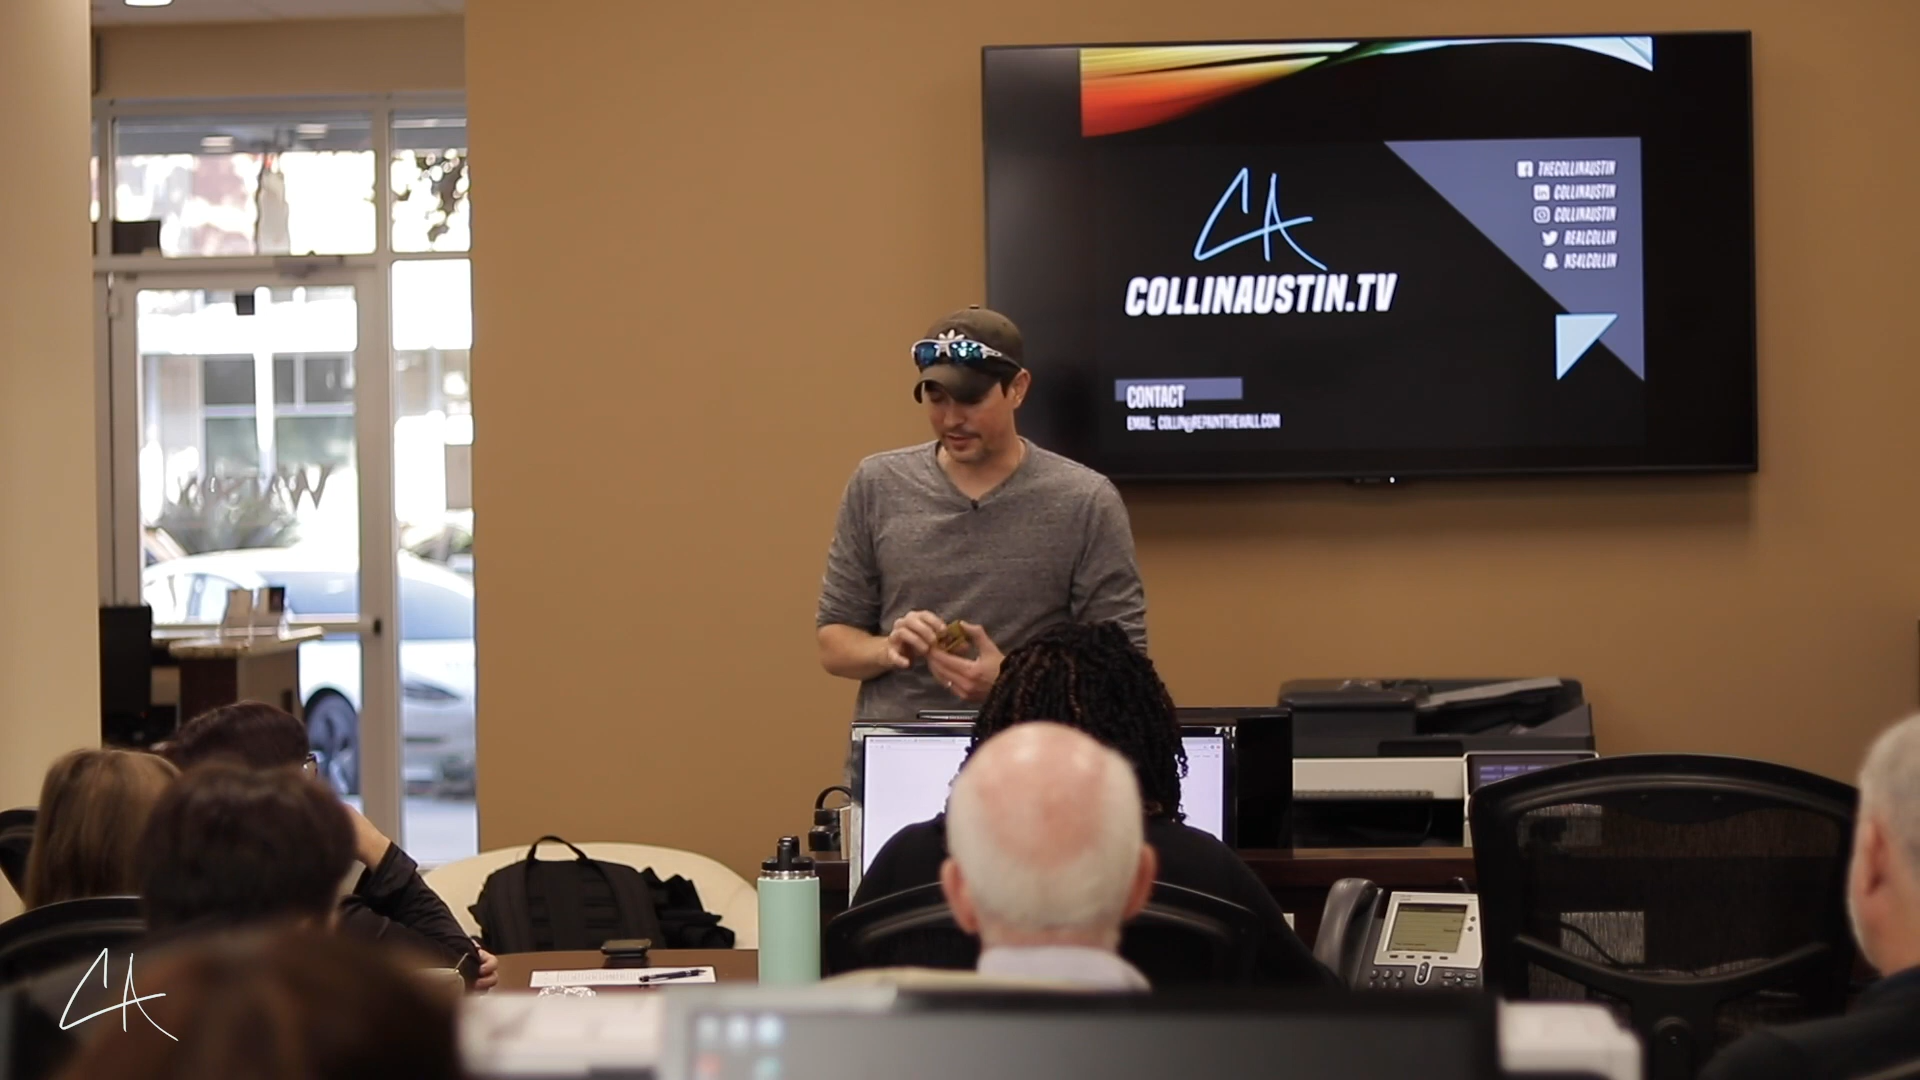 CA
COLLINAUSTIN.TV
THECOLLINAUSTIN
COLLINAUSTIN
COLLINAUSTIN
REALCOLLIN
NS4LCOLLIN
CONTACT
EMAIL: COLLIN@REPAINTTHEWALL.COM
CA